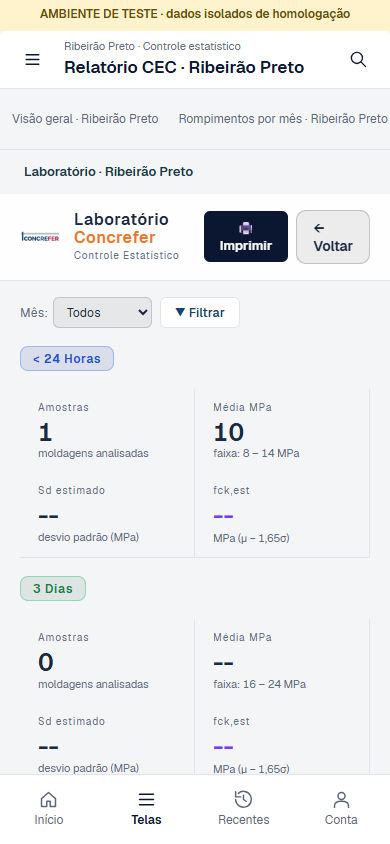 AMBIENTE DE TESTE · dados isolados de homologação
Ribeirão Preto · Controle estatístico
Relatório CEC · Ribeirão Preto
Visão geral · Ribeirão Preto Rompimentos por mês · Ribeirão Preto
Laboratório · Ribeirão Preto
CONCREFER
Laboratório
Concrefer
Controle Estatístico
Imprimir
← Voltar
Mês: Todos ▼ Filtrar
< 24 Horas
Amostras
1
moldagens analisadas
Média MPa
10
faixa: 8 – 14 MPa
Sd estimado
--
desvio padrão (MPa)
fck,est
--
MPa (μ – 1,65σ)
3 Dias
Amostras
0
moldagens analisadas
Média MPa
--
faixa: 16 – 24 MPa
Sd estimado
--
desvio padrão (MPa)
fck,est
--
MPa (μ – 1,65σ)
Início Telas Recentes Conta